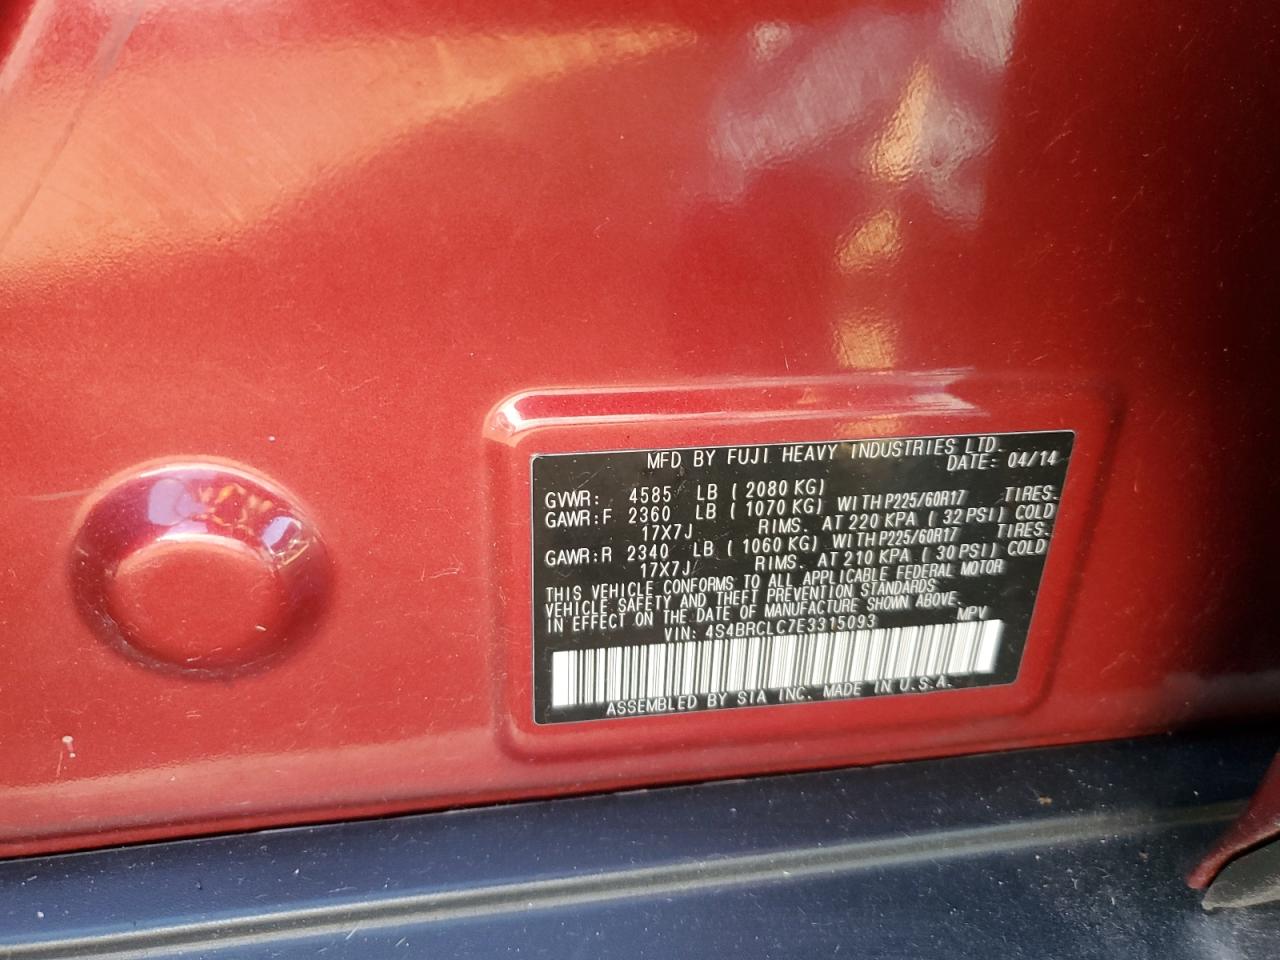 MFD BY FUJI HEAVY INDUSTRIES LTD.
DATE: 04/14
GVWR: 4585 LB (2080 KG)
GAWR:F 2360 LB (1070 KG) WITH P225/60R17 TIRES.
17X7J RIMS. AT 220 KPA (32 PSI) COLD
GAWR:R 2340 LB (1060 KG) WITH P225/60R17 TIRES.
17X7J RIMS. AT 210 KPA (30 PSI) COLD
THIS VEHICLE CONFORMS TO ALL APPLICABLE FEDERAL MOTOR
VEHICLE SAFETY AND THEFT PREVENTION STANDARDS
IN EFFECT ON THE DATE OF MANUFACTURE SHOWN ABOVE.
VIN: 4S4BRCLC7E3315093 MPV
ASSEMBLED BY SIA INC. MADE IN U.S.A.